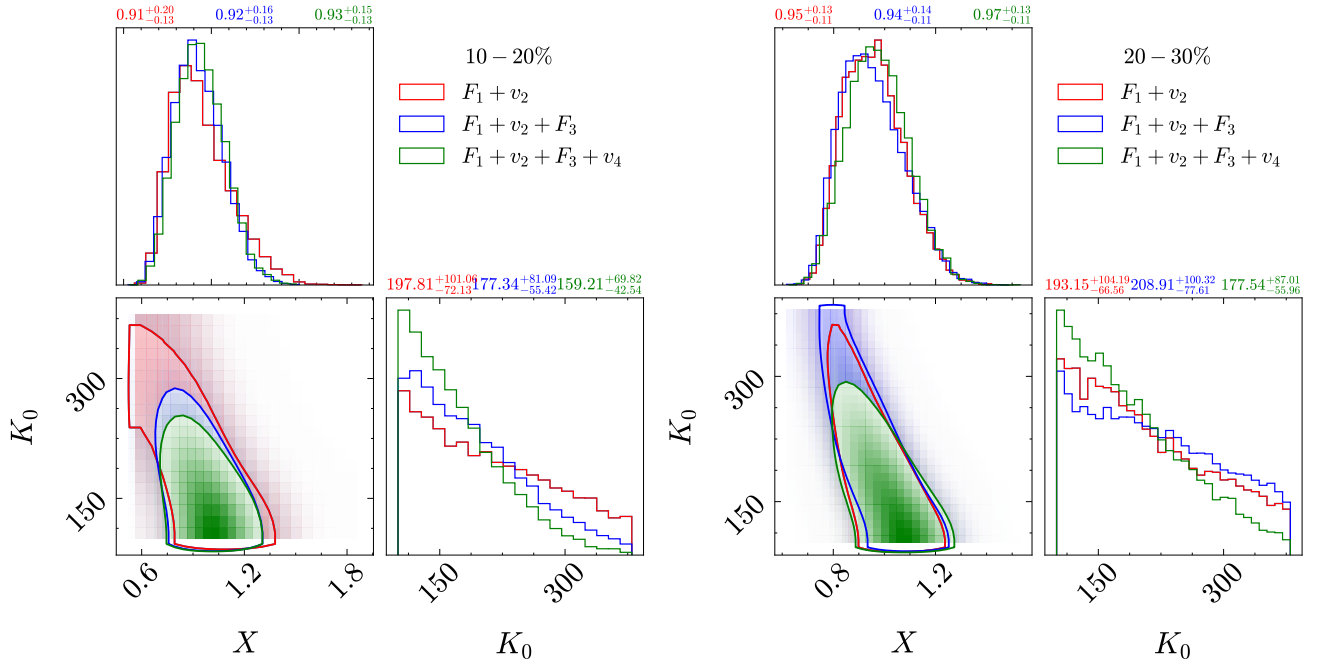 0.91+0.20−0.13 0.92+0.16−0.13 0.93+0.15−0.13
10 − 20%
F1 + v2
F1 + v2 + F3
F1 + v2 + F3 + v4
197.81+101.06−72.13 177.34+81.09−55.42 159.21+69.82−42.54
K0
300
150
0.6 1.2 1.8
X
150 300
K0
0.95+0.13−0.11 0.94+0.14−0.11 0.97+0.13−0.11
20 − 30%
F1 + v2
F1 + v2 + F3
F1 + v2 + F3 + v4
193.15+104.19−66.56 208.91+100.32−77.61 177.54+87.01−55.96
K0
300
150
0.8 1.2
X
150 300
K0